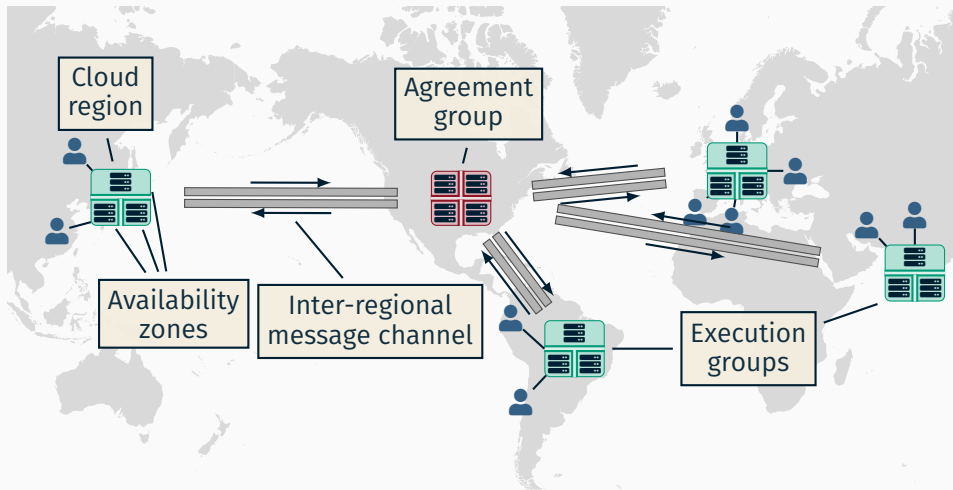 Cloud
region
Agreement
group
Availability
zones
Inter-regional
message channel
Execution
groups